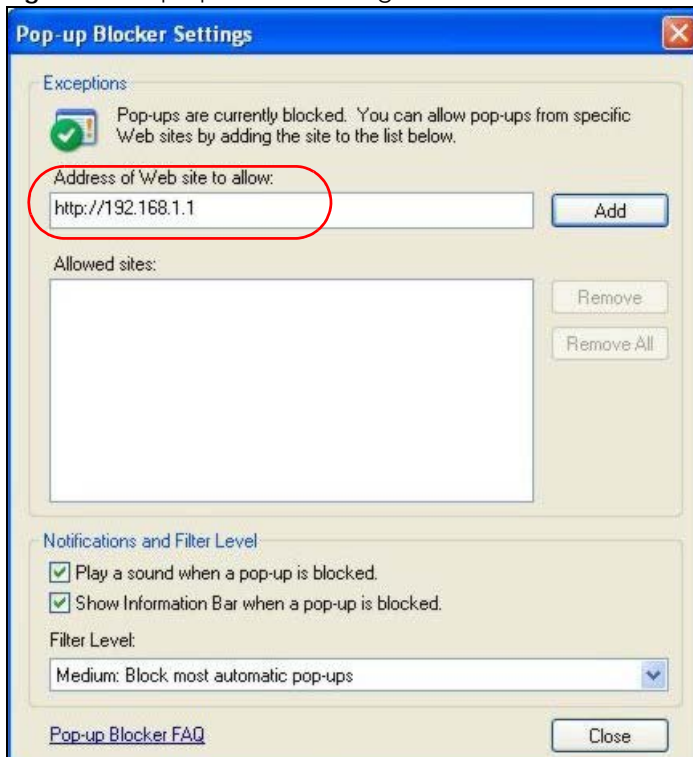 Pop-up Blocker Settings
Exceptions
Pop-ups are currently blocked. You can allow pop-ups from specific
Web sites by adding the site to the list below.
Address of Web site to allow:
http://192.168.1.1
Add
Allowed sites:
Remove
Remove All
Notifications and Filter Level
Play a sound when a pop-up is blocked.
Show Information Bar when a pop-up is blocked.
Filter Level:
Medium: Block most automatic pop-ups
Pop-up Blocker FAQ
Close